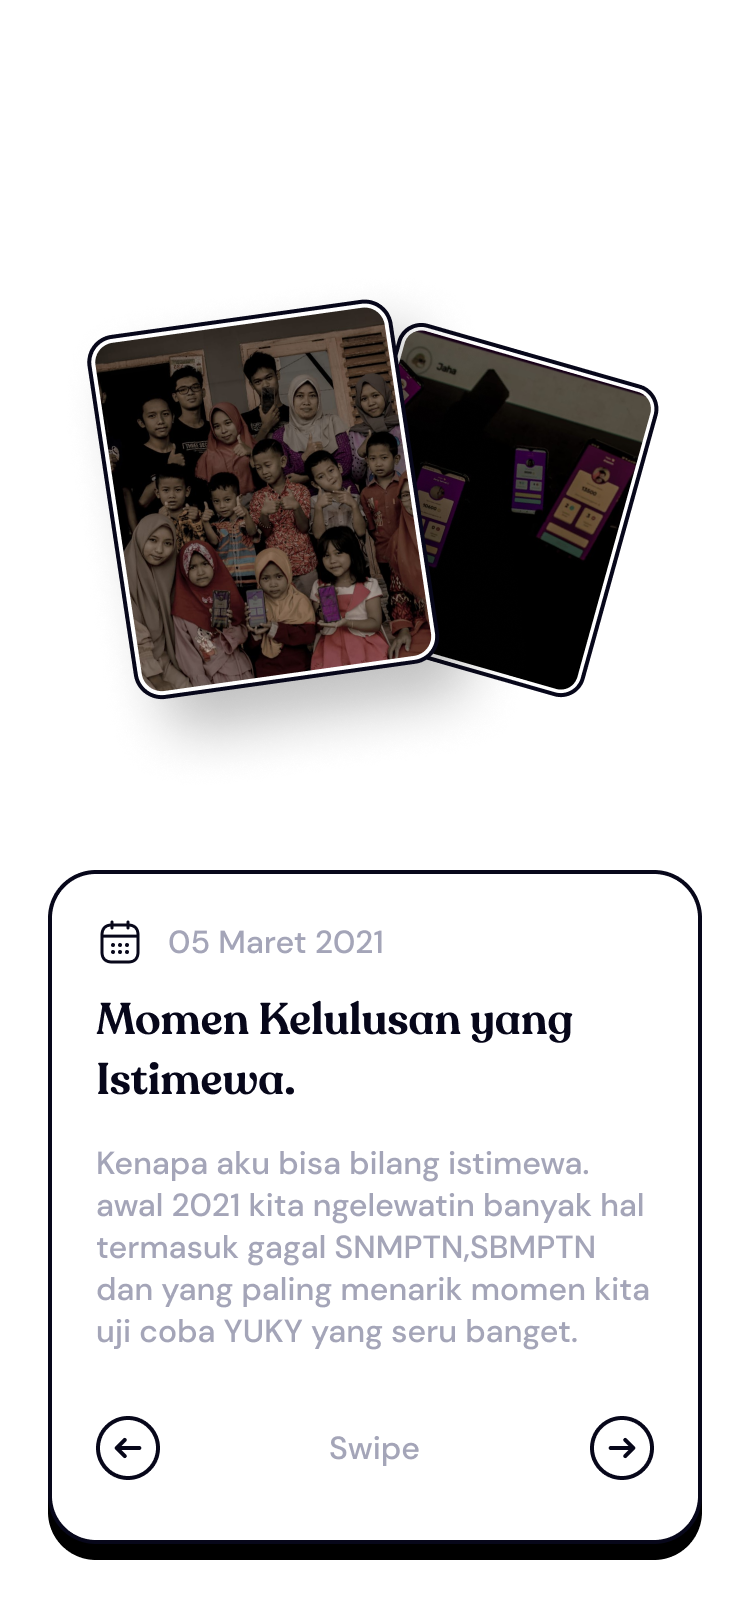 05 Maret 2021
Momen Kelulusan yang
Istimewa.
Kenapa aku bisa bilang istimewa.
awal 2021 kita ngelewatin banyak hal
termasuk gagal SNMPTN,SBMPTN
dan yang paling menarik momen kita
uji coba YUKY yang seru banget.
Swipe